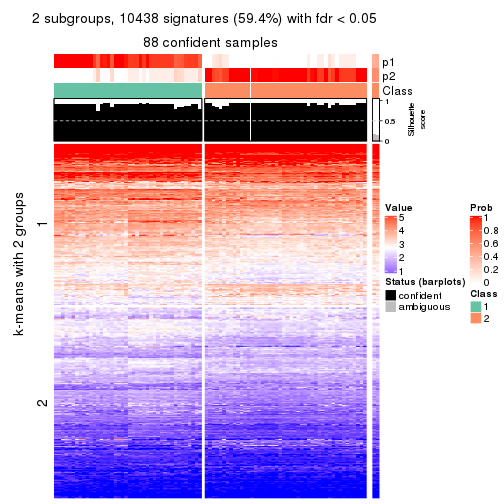 2 subgroups, 10438 signatures (59.4%) with fdr < 0.05
88 confident samples
p1
p2
Class
1
0.5
0
Silhouette
score
k-means with 2 groups
1
2
Value
5
4
3
2
1
Status (barplots)
confident
ambiguous
Prob
1
0.8
0.6
0.4
0.2
0
Class
1
2